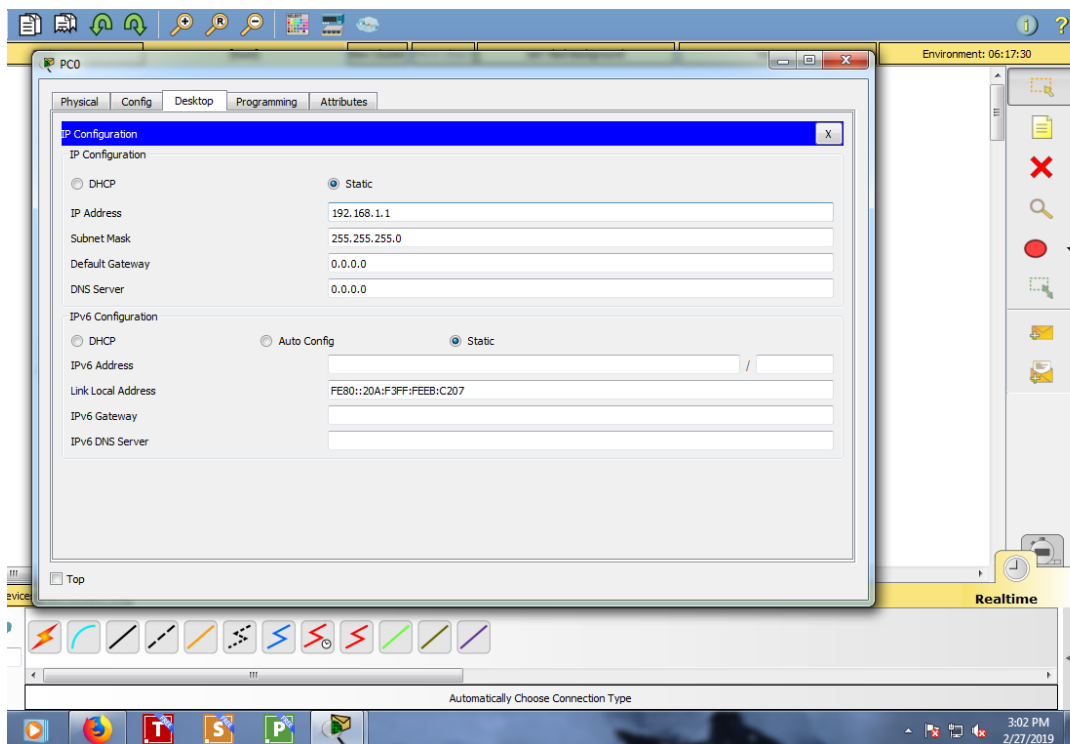 Environment: 06:17:30
PC0
Physical Config Desktop Programming Attributes
IP Configuration X
IP Configuration
DHCP Static
IP Address 192.168.1.1
Subnet Mask 255.255.255.0
Default Gateway 0.0.0.0
DNS Server 0.0.0.0
IPv6 Configuration
DHCP Auto Config Static
IPv6 Address /
Link Local Address FE80::20A:F3FF:FEEB:C207
IPv6 Gateway
IPv6 DNS Server
Top
Realtime
Automatically Choose Connection Type
3:02 PM
2/27/2019